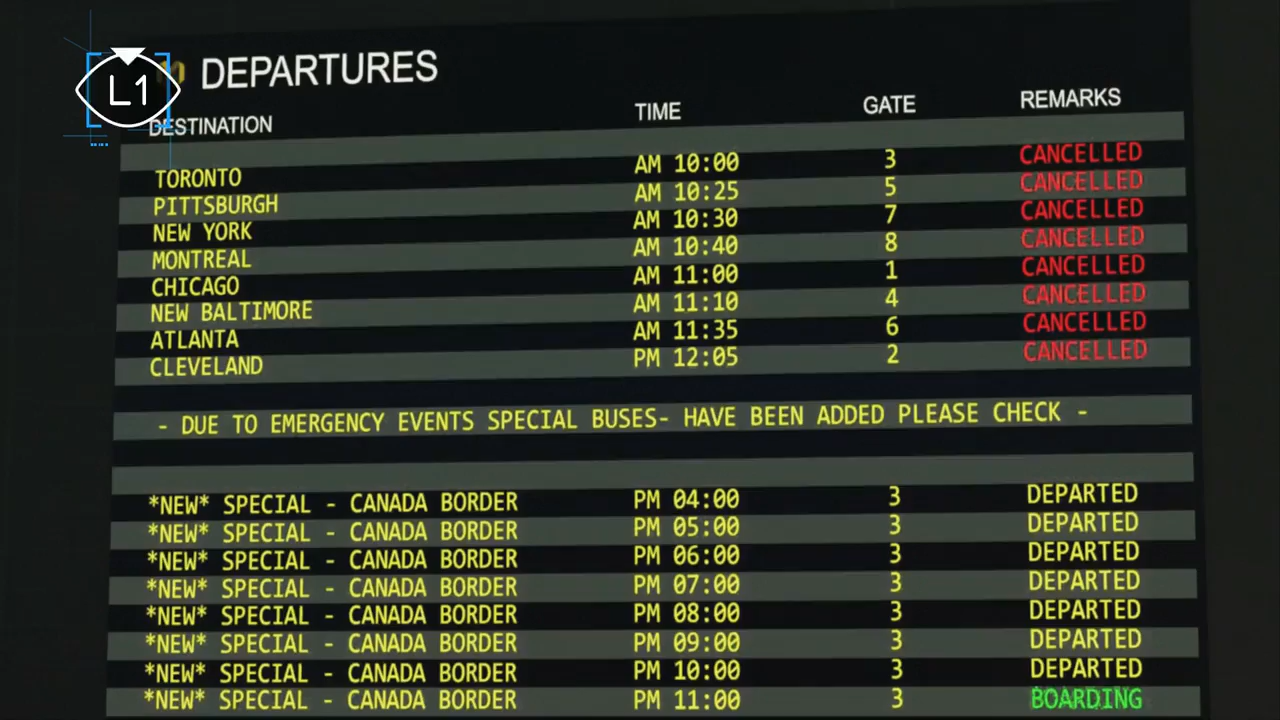 L1
DEPARTURES
DESTINATION TIME GATE REMARKS
TORONTO AM 10:00 3 CANCELLED
PITTSBURGH AM 10:25 5 CANCELLED
NEW YORK AM 10:30 7 CANCELLED
MONTREAL AM 10:40 8 CANCELLED
CHICAGO AM 11:00 1 CANCELLED
NEW BALTIMORE AM 11:10 4 CANCELLED
ATLANTA AM 11:35 6 CANCELLED
CLEVELAND PM 12:05 2 CANCELLED
- DUE TO EMERGENCY EVENTS SPECIAL BUSES- HAVE BEEN ADDED PLEASE CHECK -
*NEW* SPECIAL - CANADA BORDER PM 04:00 3 DEPARTED
*NEW* SPECIAL - CANADA BORDER PM 05:00 3 DEPARTED
*NEW* SPECIAL - CANADA BORDER PM 06:00 3 DEPARTED
*NEW* SPECIAL - CANADA BORDER PM 07:00 3 DEPARTED
*NEW* SPECIAL - CANADA BORDER PM 08:00 3 DEPARTED
*NEW* SPECIAL - CANADA BORDER PM 09:00 3 DEPARTED
*NEW* SPECIAL - CANADA BORDER PM 10:00 3 DEPARTED
*NEW* SPECIAL - CANADA BORDER PM 11:00 3 BOARDING